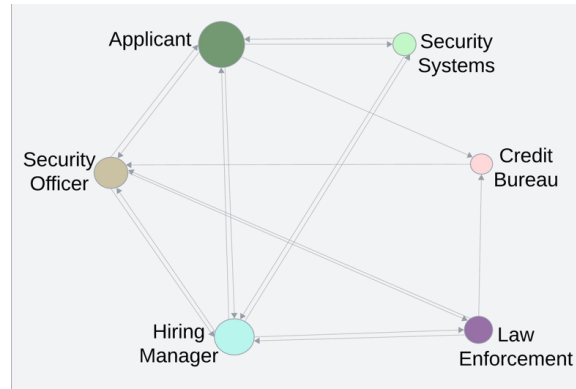 Applicant
Security
Systems
Security
Officer
Credit
Bureau
Hiring
Manager
Law
Enforcement